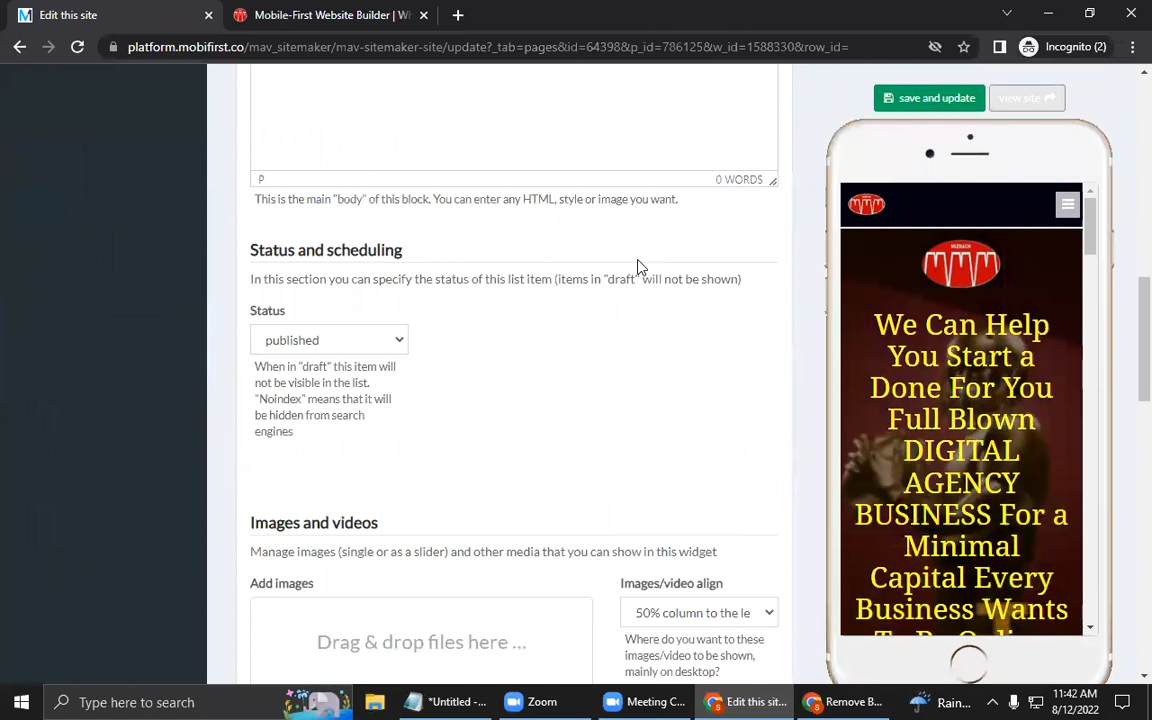 Edit this site
Mobile-First Website Builder | W
platform.mobifirst.co/mav_sitemaker/mav-sitemaker-site/update?_tab=pages&id=64398&p_id=786125&w_id=1588330&row_id=
Incognito (2)
save and update
view site
P
0 WORDS
This is the main "body" of this block. You can enter any HTML, style or image you want.
Status and scheduling
In this section you can specify the status of this list item (items in "draft" will not be shown)
Status
published
When in "draft" this item will
not be visible in the list.
"Noindex" means that it will
be hidden from search
engines
Images and videos
Manage images (single or as a slider) and other media that you can show in this widget
Add images
Images/video align
Drag & drop files here ...
50% column to the le
Where do you want to these
images/video to be shown,
mainly on desktop?
MIZRACH
We Can Help
You Start a
Done For You
Full Blown
DIGITAL
AGENCY
BUSINESS For a
Minimal
Capital Every
Business Wants
Type here to search
*Untitled -...
Zoom
Meeting C...
Edit this sit...
Remove B...
Rain...
11:42 AM
8/12/2022